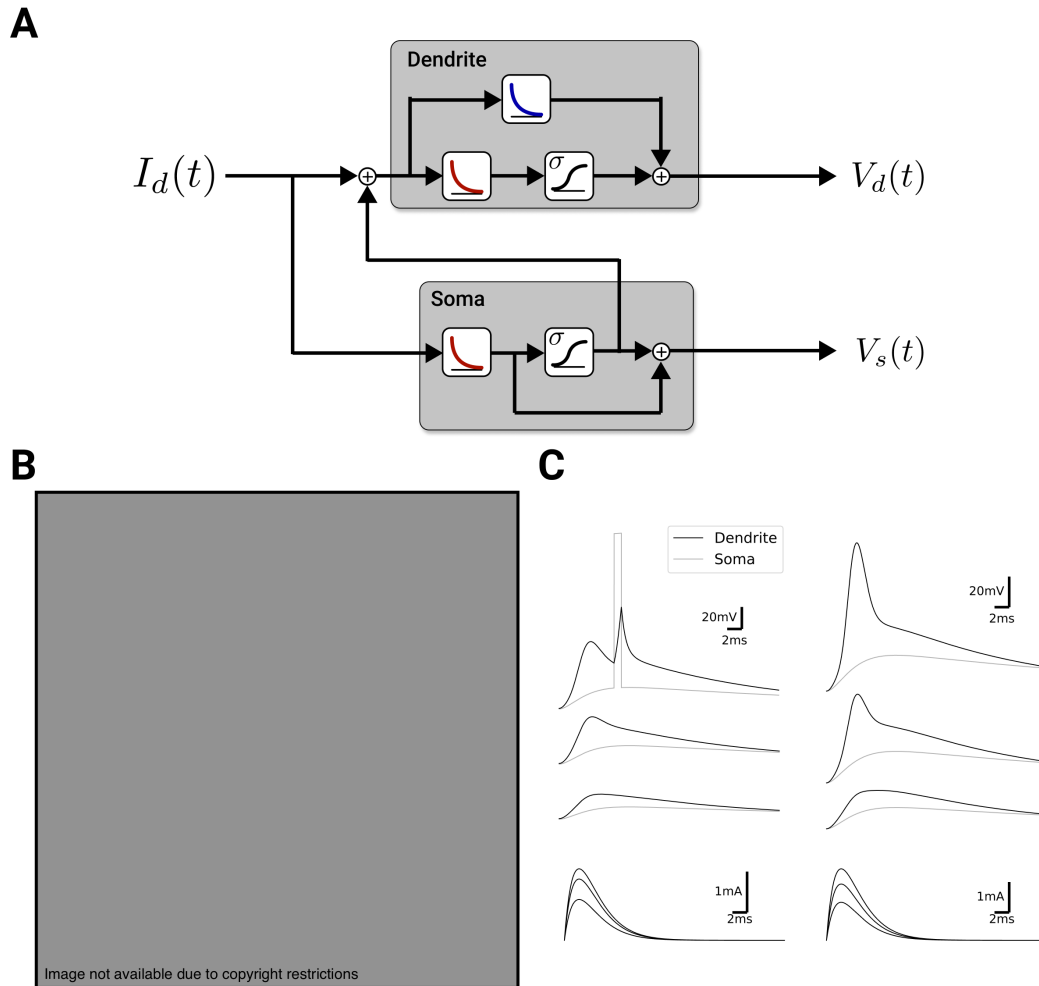 A
Dendrite
I_d(t)
σ
V_d(t)
Soma
σ
V_s(t)
B
C
Dendrite
Soma
20mV
2ms
20mV
2ms
1mA
2ms
1mA
2ms
Image not available due to copyright restrictions